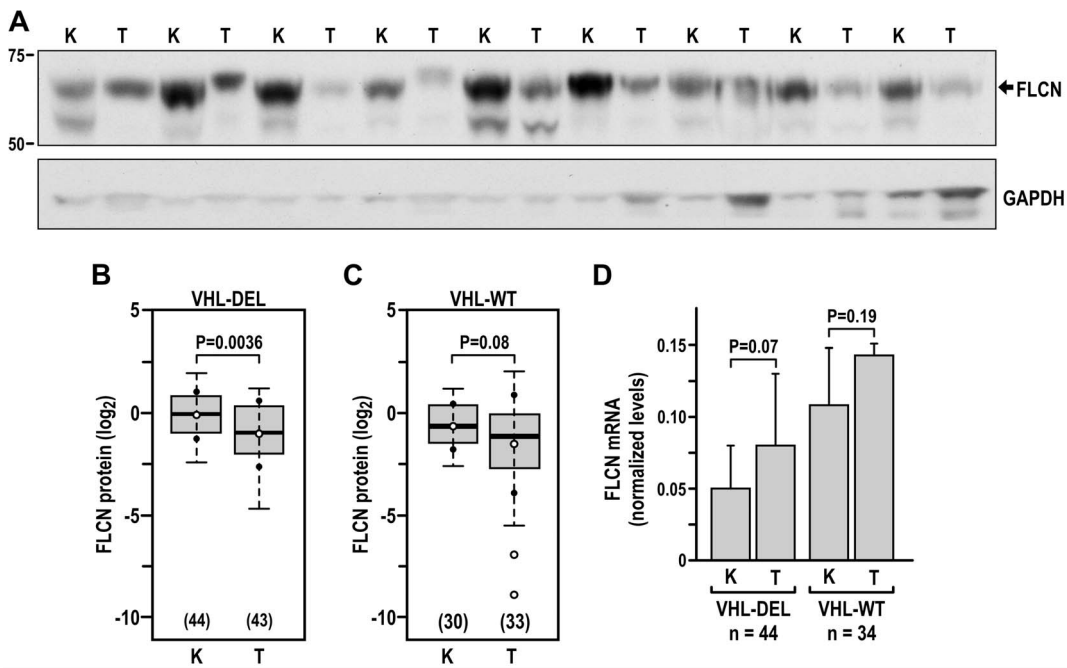 A
K T K T K T K T K T K T K T K T K T
75-
FLCN
50-
GAPDH
B
VHL-DEL
5
P=0.0036
0
-5
-10
FLCN protein (log2)
(44) (43)
K T
C
VHL-WT
5
P=0.08
0
-5
-10
FLCN protein (log2)
(30) (33)
K T
D
P=0.07
P=0.19
0.15
0.10
0.05
0
FLCN mRNA
(normalized levels)
K T K T
VHL-DEL VHL-WT
n = 44 n = 34